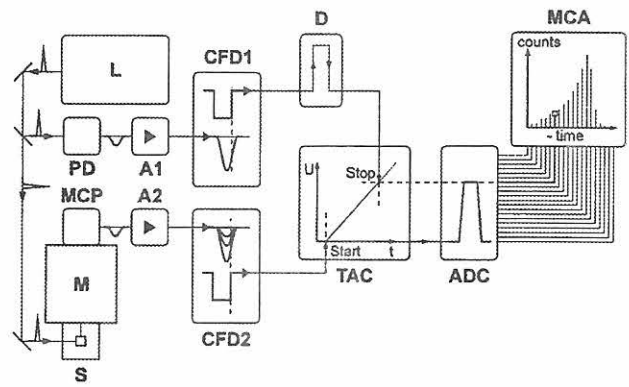 MCA
D
CFD1
counts
L
~ time
PD
A1
MCP
A2
U
Stop
M
Start
t
TAC
ADC
CFD2
S